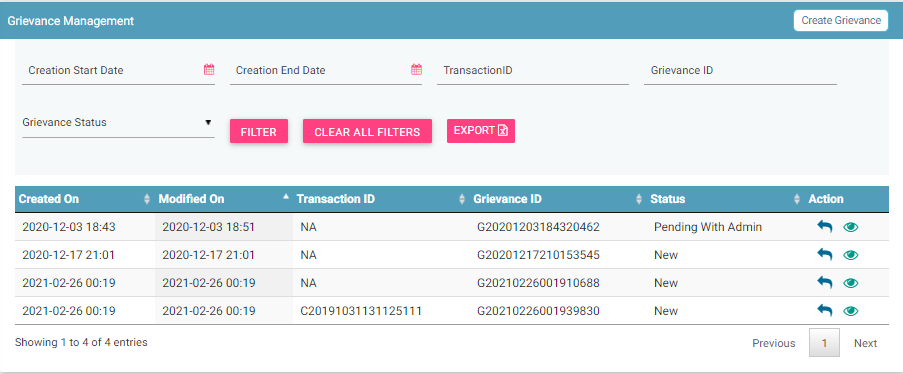 Grievance Management Create Grievance
Creation Start Date Creation End Date TransactionID Grievance ID
Grievance Status FILTER CLEAR ALL FILTERS EXPORT
Created On Modified On Transaction ID Grievance ID Status Action
2020-12-03 18:43 2020-12-03 18:51 NA G20201203184320462 Pending With Admin
2020-12-17 21:01 2020-12-17 21:01 NA G20201217210153545 New
2021-02-26 00:19 2021-02-26 00:19 NA G20210226001910688 New
2021-02-26 00:19 2021-02-26 00:19 C20191031131125111 G20210226001939830 New
Showing 1 to 4 of 4 entries Previous 1 Next